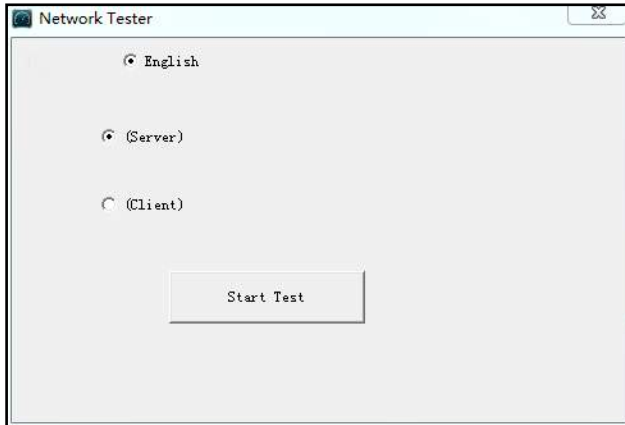 Network Tester
English
(Server)
(Client)
Start Test